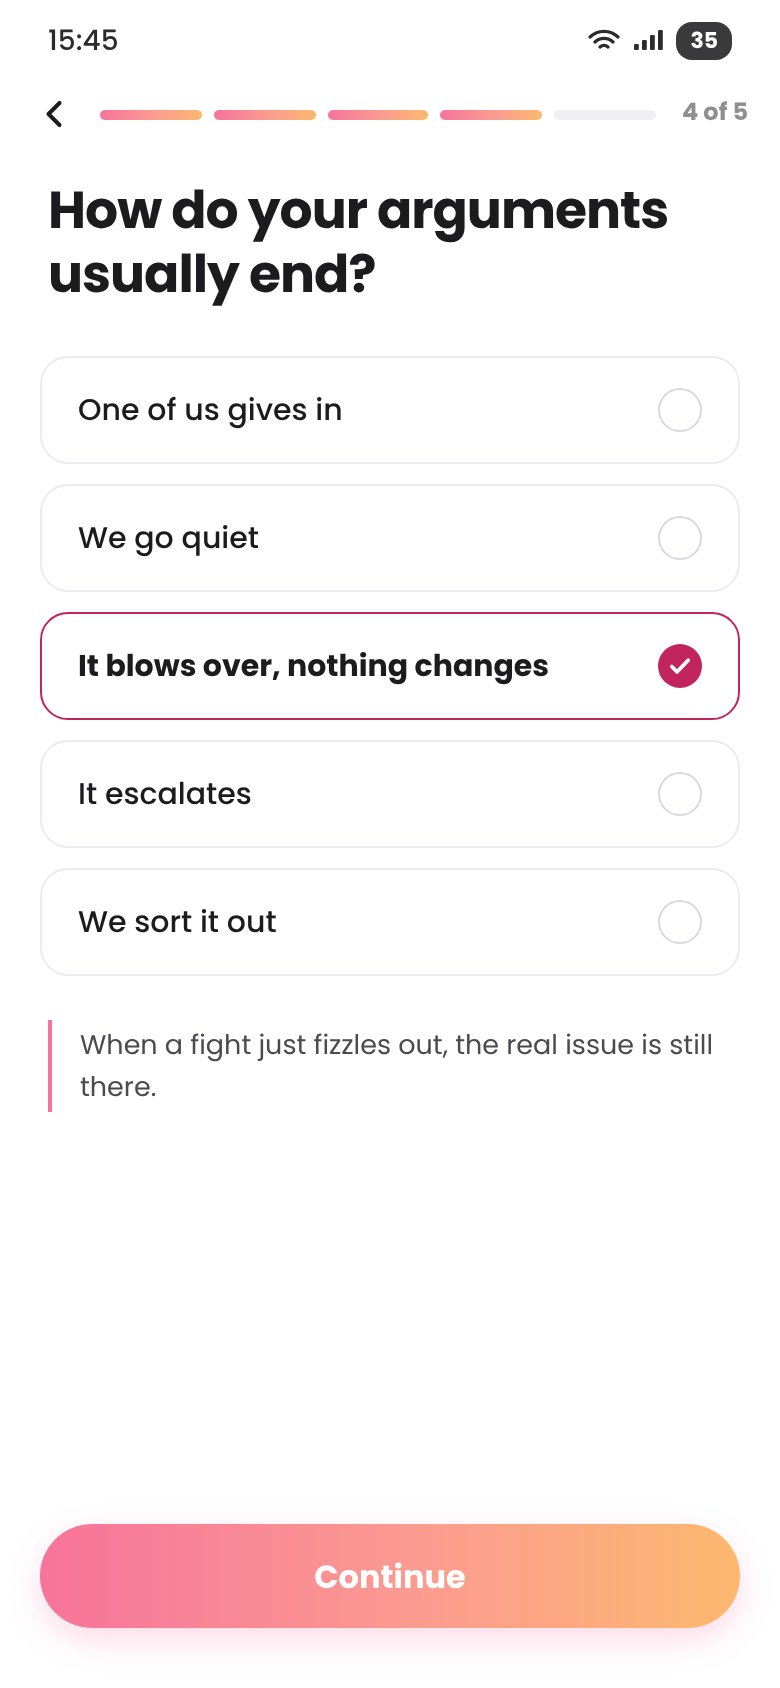 15:45
35
4 of 5
How do your arguments
usually end?
One of us gives in
We go quiet
It blows over, nothing changes
It escalates
We sort it out
When a fight just fizzles out, the real issue is still
there.
Continue